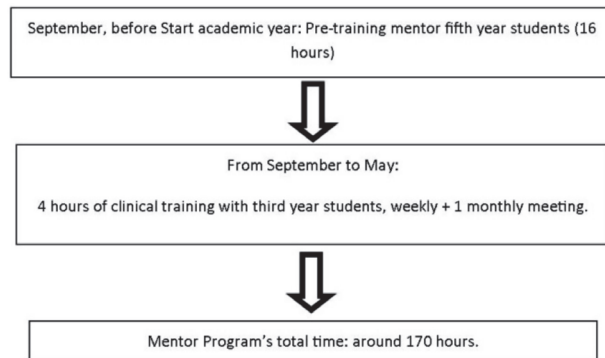 September, before Start academic year: Pre-training mentor fifth year students (16
hours)
From September to May:
4 hours of clinical training with third year students, weekly + 1 monthly meeting.
Mentor Program's total time: around 170 hours.